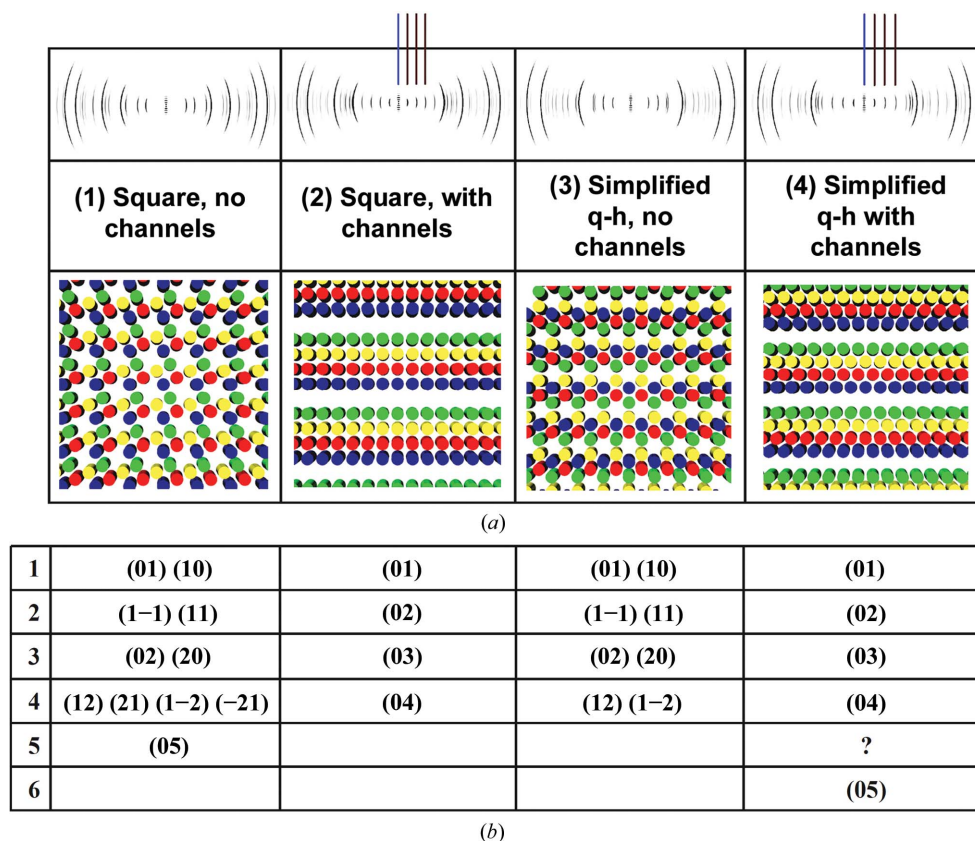 (1) Square, no
channels
(2) Square, with
channels
(3) Simplified
q-h, no
channels
(4) Simplified
q-h with
channels
(a)
1 (01) (10) (01) (01) (10) (01)
2 (1−1) (11) (02) (1−1) (11) (02)
3 (02) (20) (03) (02) (20) (03)
4 (12) (21) (1−2) (−21) (04) (12) (1−2) (04)
5 (05) ?
6 (05)
(b)